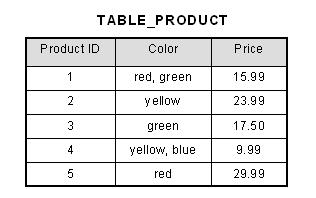 TABLE_PRODUCT
Product ID Color Price
1 red, green 15.99
2 yellow 23.99
3 green 17.50
4 yellow, blue 9.99
5 red 29.99